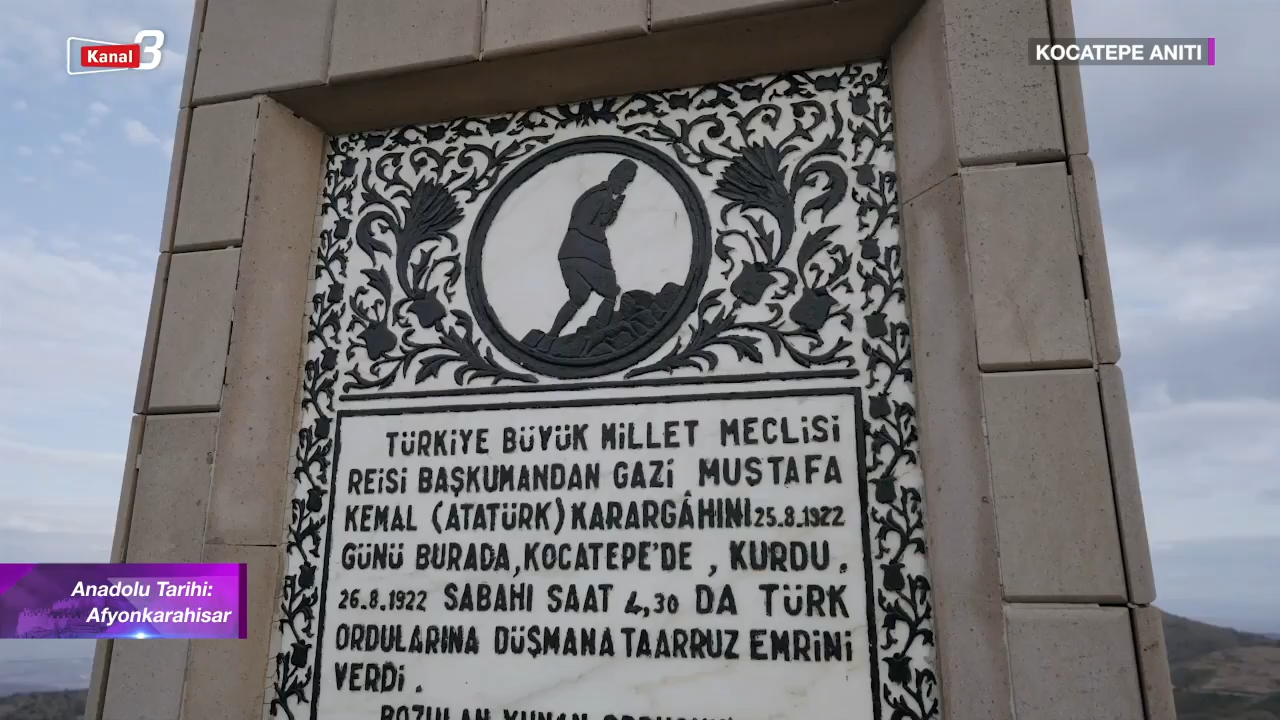 Kanal 3
KOCATEPE ANITI
TÜRKİYE BÜYÜK MİLLET MECLİSİ
REİSİ BAŞKUMANDAN GAZİ MUSTAFA
KEMAL (ATATÜRK) KARARGÂHINI 25.8.1922
GÜNÜ BURADA, KOCATEPE'DE , KURDU .
26.8.1922 SABAHI SAAT 4,30 DA TÜRK
ORDULARINA DÜŞMANA TAARRUZ EMRİNİ
VERDİ .
BOZULAN YUNAN
Anadolu Tarihi:
Afyonkarahisar